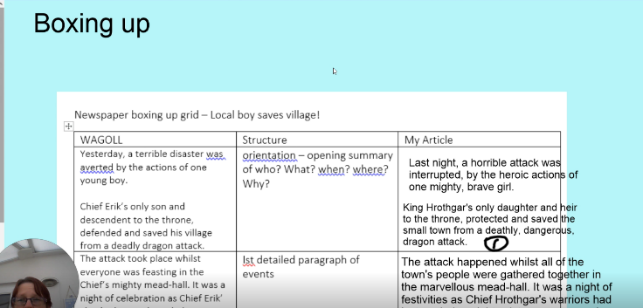 Boxing up
Newspaper boxing up grid – Local boy saves village!
WAGOLL
Yesterday, a terrible disaster was
averted by the actions of one
young boy.
Chief Erik's only son and
descendent to the throne,
defended and saved his village
from a deadly dragon attack.
Structure
orientation – opening summary
of who? What? when? where?
Why?
My Article
Last night, a horrible attack was
interrupted, by the heroic actions of
one mighty, brave girl.
King Hrothgar's only daughter and heir
to the throne, protected and saved the
small town from a deathly, dangerous,
dragon attack.
The attack took place whilst
everyone was feasting in the
Chief's mighty mead-hall. It was a
night of celebration as Chief Erik'
Ist detailed paragraph of
events
The attack happened whilst all of the
town's people were gathered together in
the marvellous mead-hall. It was a night of
festivities as Chief Hrothgar's warriors had